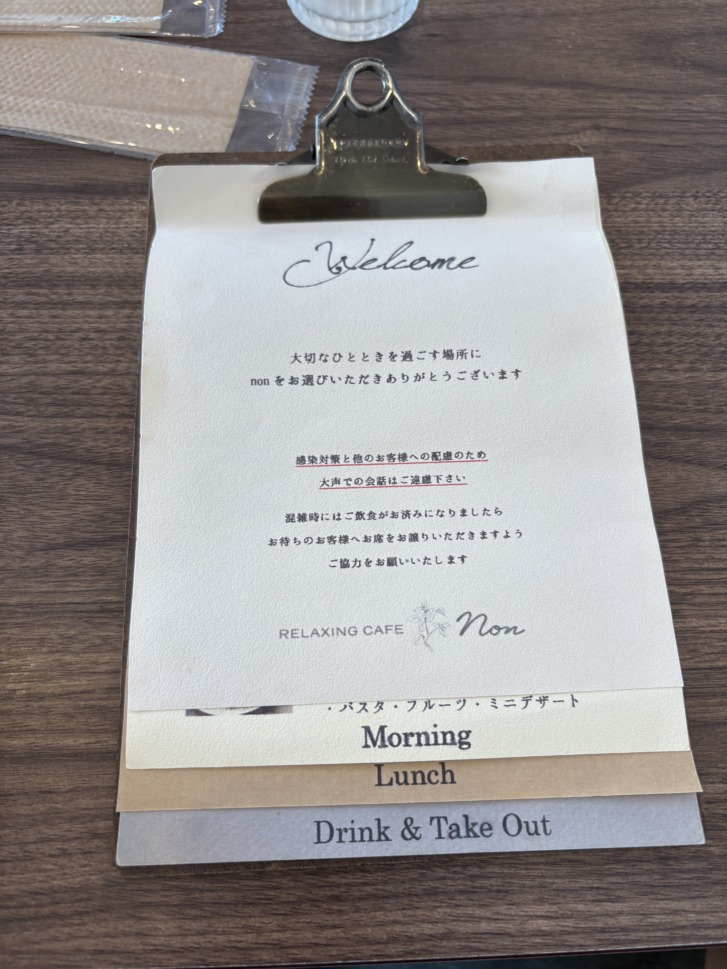 Welcome
大切なひとときを過ごす場所に
non をお選びいただきありがとうございます
感染対策と他のお客様への配慮のため
大声での会話はご遠慮下さい
混雑時にはご飲食がお済みになりましたら
お待ちのお客様へお席をお譲りいただきますよう
ご協力をお願いいたします
RELAXING CAFE Non
・パスタ・フルーツ・ミニデザート
Morning
Lunch
Drink & Take Out